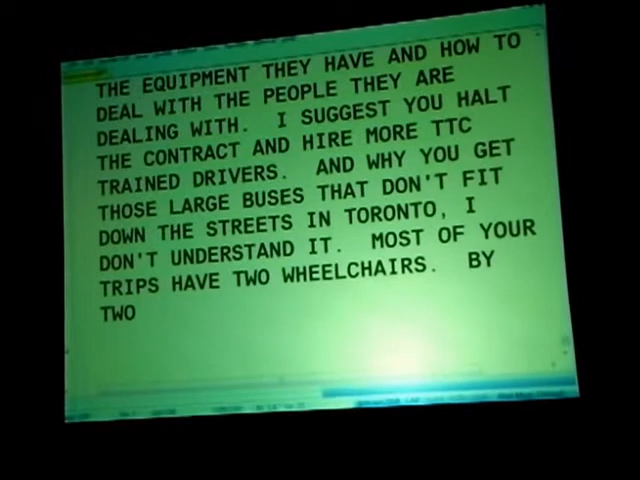 THE EQUIPMENT THEY HAVE AND HOW TO
DEAL WITH THE PEOPLE THEY ARE
DEALING WITH.  I SUGGEST YOU HALT
THE CONTRACT AND HIRE MORE TTC
TRAINED DRIVERS.  AND WHY YOU GET
THOSE LARGE BUSES THAT DON'T FIT
DOWN THE STREETS IN TORONTO, I
DON'T UNDERSTAND IT.  MOST OF YOUR
TRIPS HAVE TWO WHEELCHAIRS.  BY
TWO